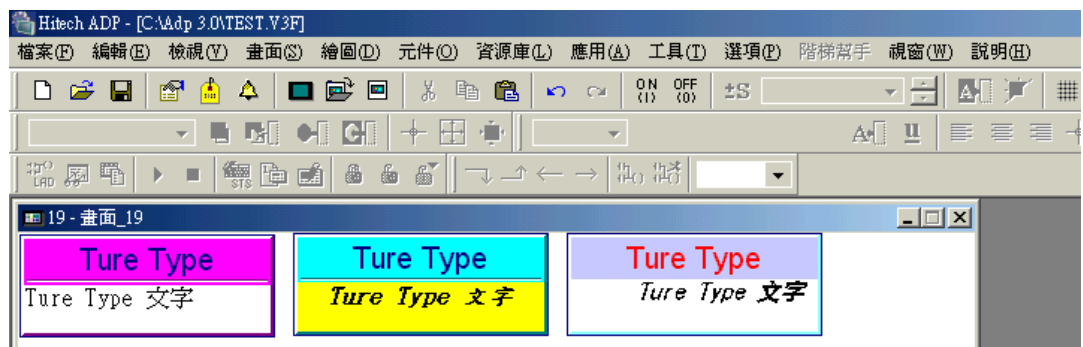 Hitech ADP - [C:\Adp 3.0\TEST.V3F]
檔案(F) 編輯(E) 檢視(V) 畫面(S) 繪圖(D) 元件(O) 資源庫(L) 應用(A) 工具(T) 選項(P) 階梯幫手 視窗(W) 說明(H)
ON (1) OFF (0) ±S A
A U
LAD STS
19 - 畫面_19
Ture Type Ture Type Ture Type
Ture Type 文字 Ture Type 文字 Ture Type 文字